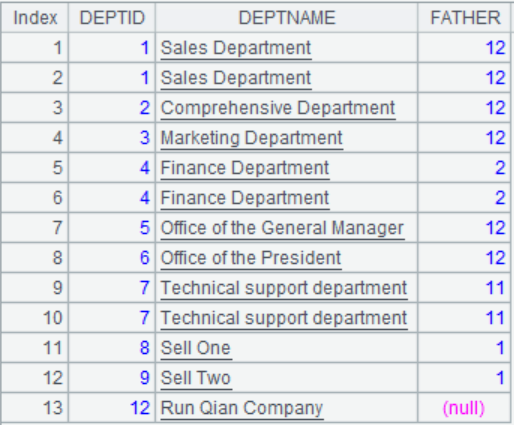 Index DEPTID DEPTNAME FATHER
1 1 Sales Department 12
2 1 Sales Department 12
3 2 Comprehensive Department 12
4 3 Marketing Department 12
5 4 Finance Department 2
6 4 Finance Department 2
7 5 Office of the General Manager 12
8 6 Office of the President 12
9 7 Technical support department 11
10 7 Technical support department 11
11 8 Sell One 1
12 9 Sell Two 1
13 12 Run Qian Company (null)